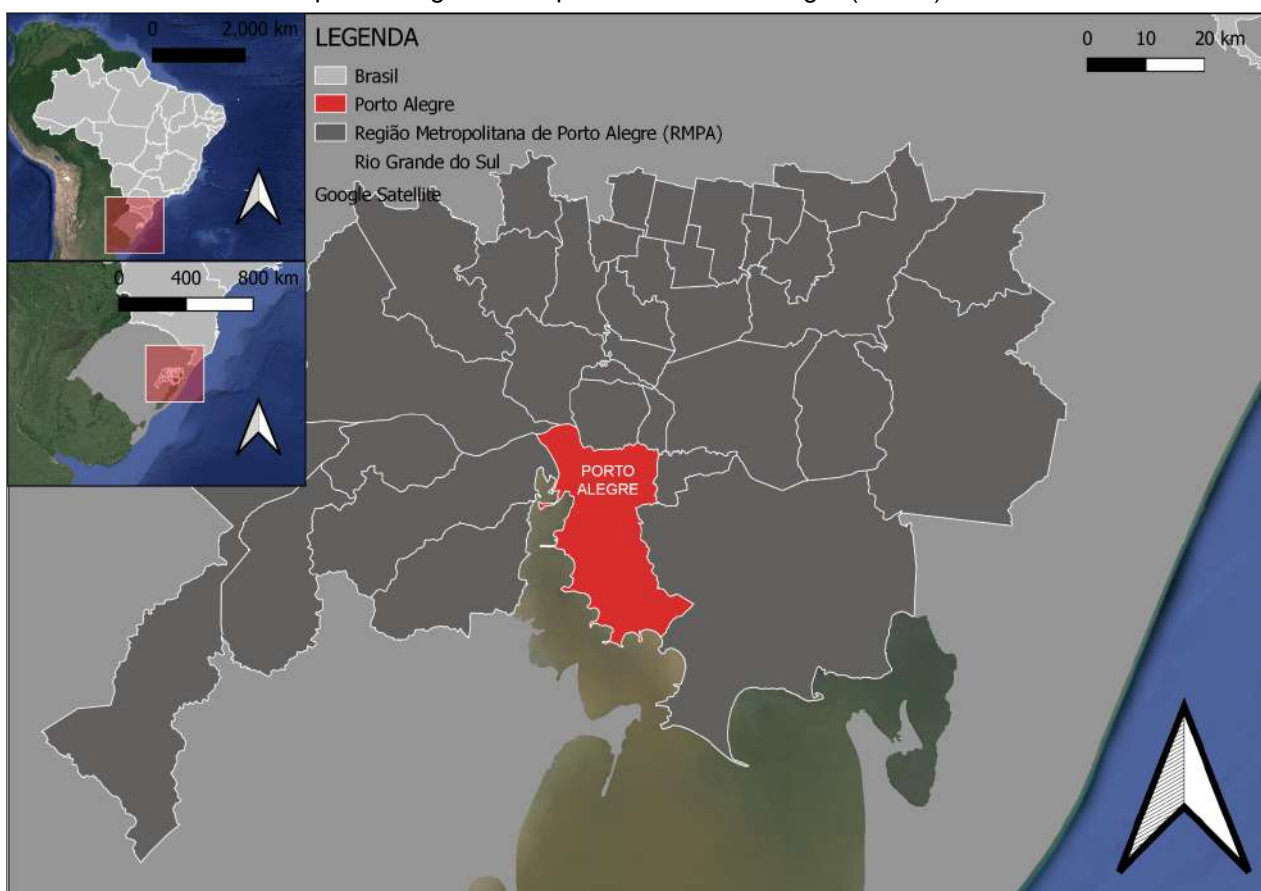 0 2.000 km
LEGENDA
Brasil
Porto Alegre
Região Metropolitana de Porto Alegre (RMPA)
Rio Grande do Sul
Google Satellite
0 10 20 km
0 400 800 km
PORTO
ALEGRE